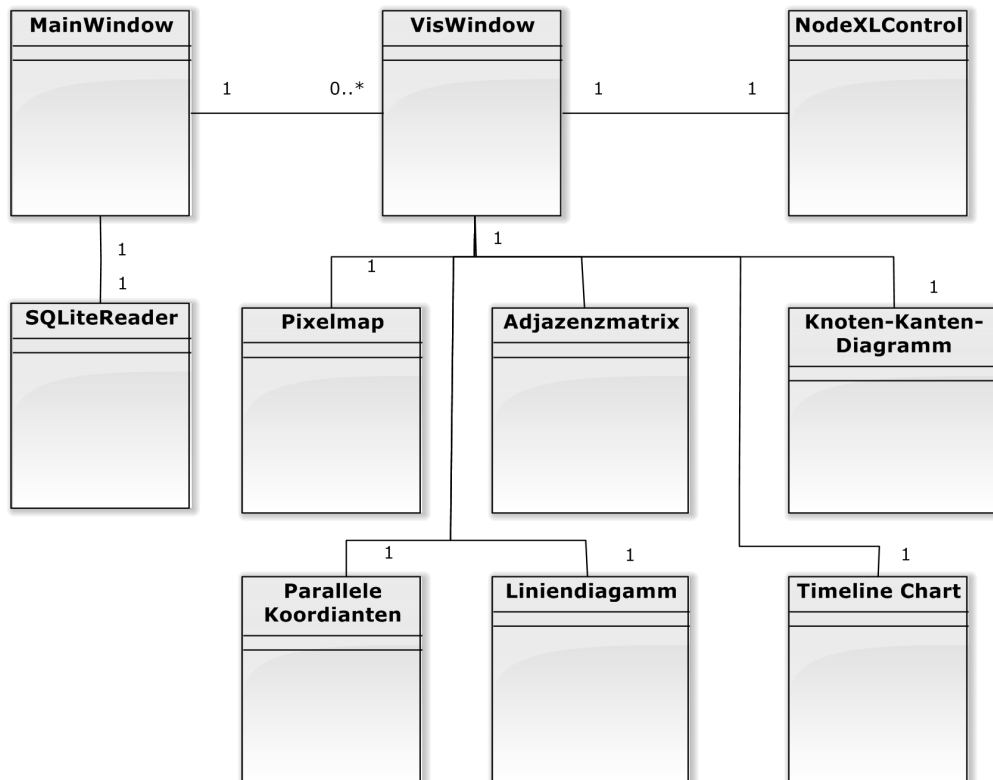 MainWindow
VisWindow
NodeXLControl
1
0..*
1
1
1
1
1
1
1
SQLiteReader
Pixelmap
Adjazenzmatrix
Knoten-Kanten-
Diagramm
1
1
1
Parallele
Koordianten
Liniendiagamm
Timeline Chart